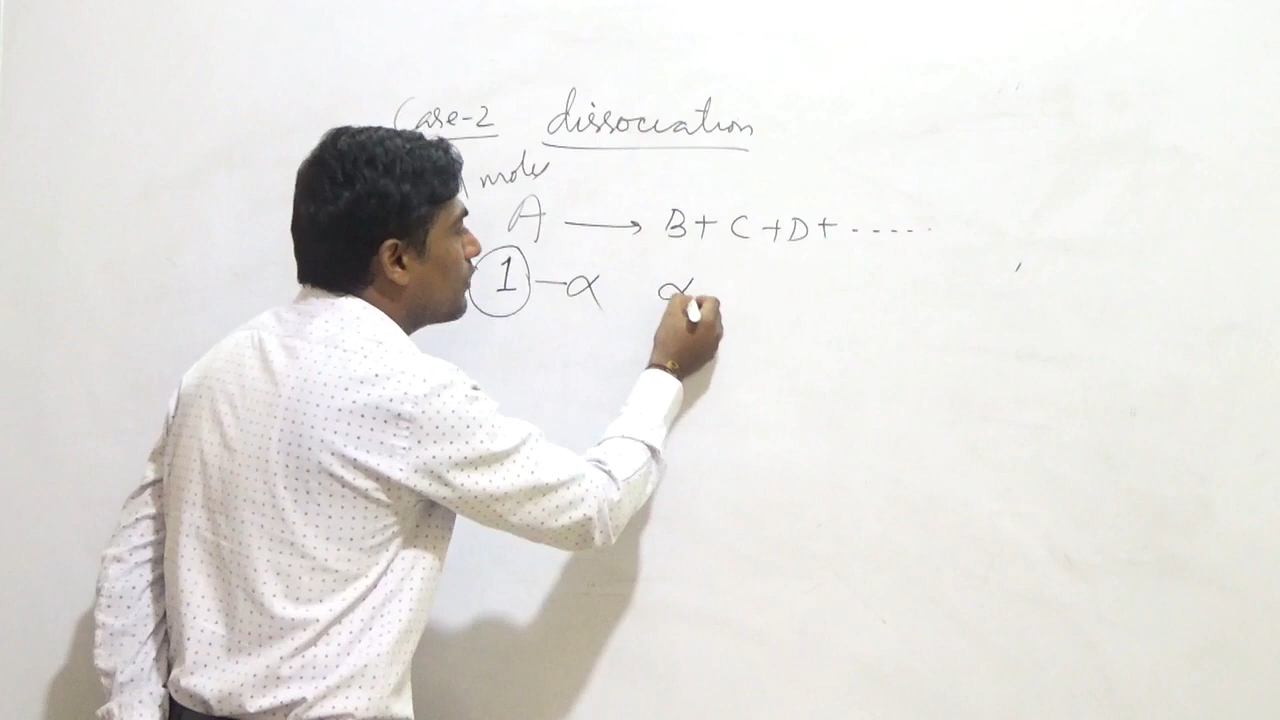 Case-2 dissociation
mole
A → B + C + D + -----
1 - α α